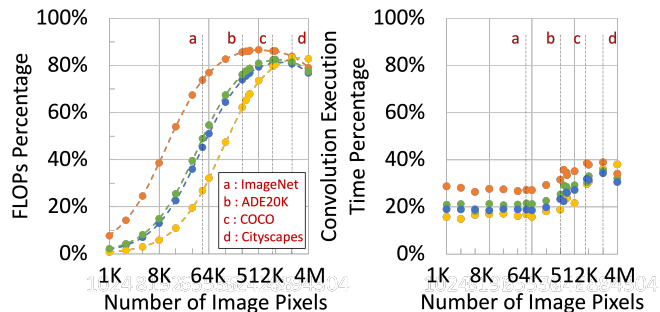 100%
80%
60%
40%
20%
0%
FLOPs Percentage
a
b
c
d
a : ImageNet
b : ADE20K
c : COCO
d : Cityscapes
1K
8K
64K
512K
4M
Number of Image Pixels
100%
80%
60%
40%
20%
0%
Convolution Execution
Time Percentage
a
b
c
d
1K
8K
64K
512K
4M
Number of Image Pixels